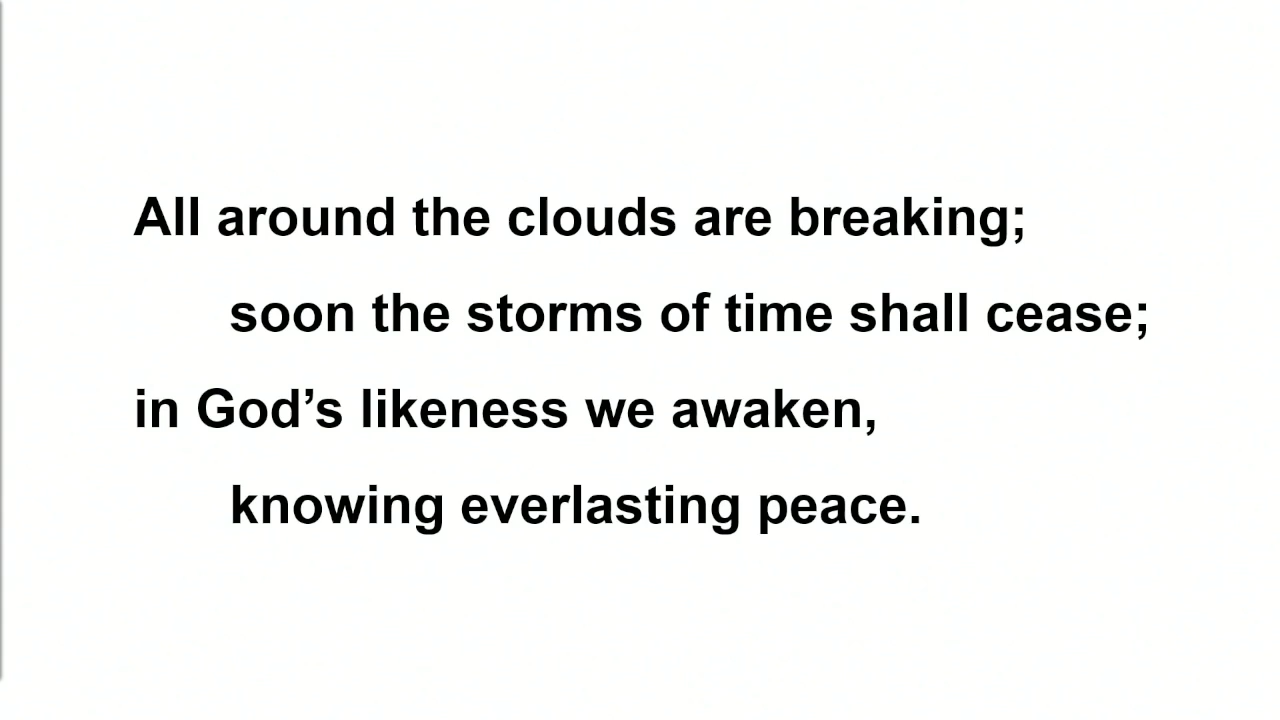 All around the clouds are breaking;
soon the storms of time shall cease;
in God’s likeness we awaken,
knowing everlasting peace.